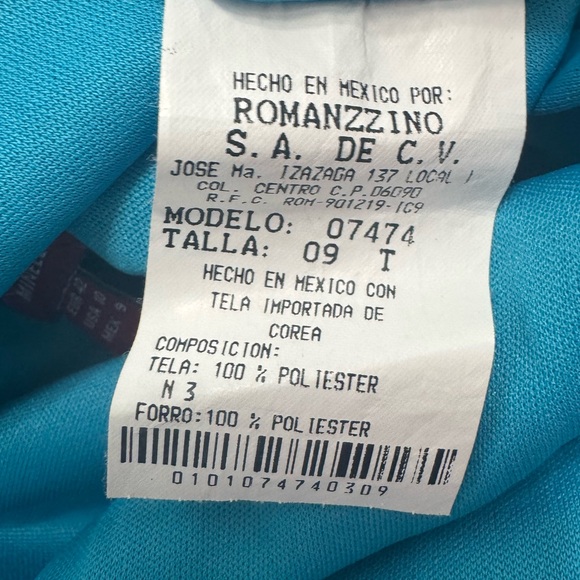 HECHO EN MEXICO POR:
ROMANZZINO
S.A. DE C.V.
JOSE Ma. IZAZAGA 137 LOCAL 1
COL. CENTRO C.P.06090
R.F.C. ROM-901219-IC9
MODELO: 07474
TALLA: 09 T
HECHO EN MEXICO CON
TELA IMPORTADA DE
COREA
COMPOSICION:
TELA: 100 % POLIESTER
N 3
FORRO:100 % POLIESTER
0101074740309
MEX 9